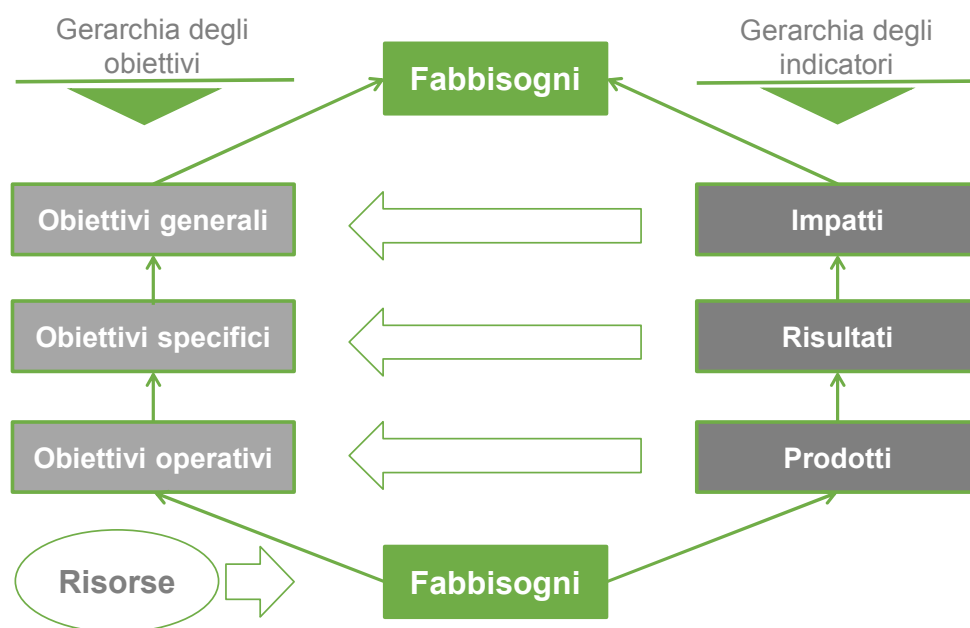 Gerarchia degli
obiettivi
Fabbisogni
Gerarchia degli
indicatori
Obiettivi generali
Impatti
Obiettivi specifici
Risultati
Obiettivi operativi
Prodotti
Risorse
Fabbisogni